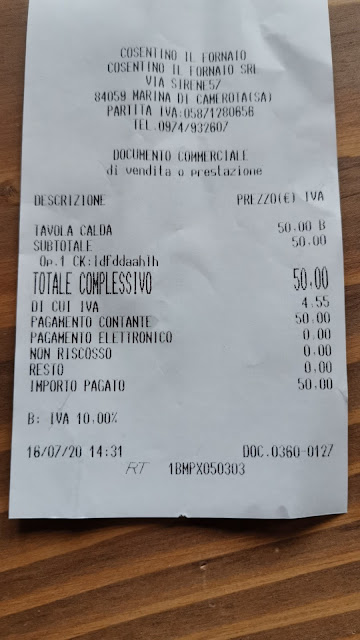 COSENTINO IL FORNAIO
COSENTINO IL FORNAIO SRL
VIA SIRENE57
84059 MARINA DI CAMEROTA(SA)
PARTITA IVA:05871280656
TEL.0974/932607
DOCUMENTO COMMERCIALE
di vendita o prestazione
DESCRIZIONE PREZZO(€) IVA
TAVOLA CALDA 50.00 B
SUBTOTALE 50.00
Op.1 CK:idFddaahIh
TOTALE COMPLESSIVO 50.00
DI CUI IVA 4.55
PAGAMENTO CONTANTE 50.00
PAGAMENTO ELETTRONICO 0.00
NON RISCOSSO 0.00
RESTO 0.00
IMPORTO PAGATO 50.00
B: IVA 10.00%
16/07/20 14:31 DOC.0360-0127
RT 1BMPX050303